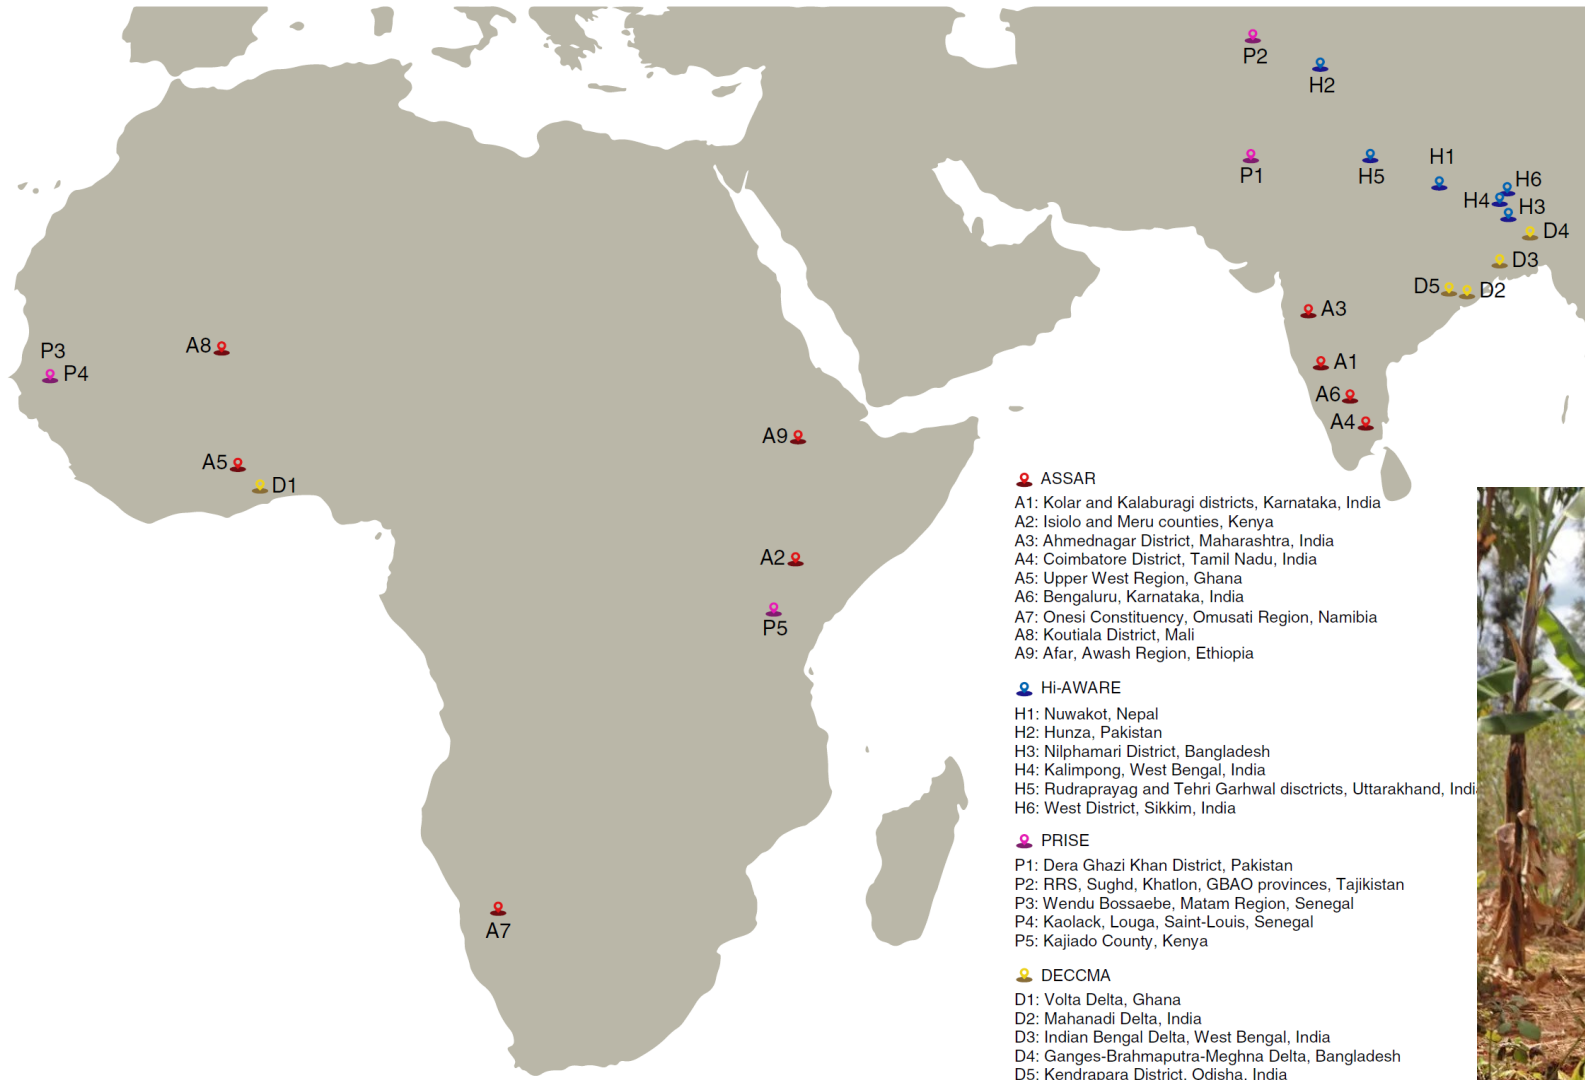 P2
H2
P1
H5
H1
H6
H4
H3
D4
D3
D5
D2
A3
A1
A6
A4
P3
P4
A8
A5
D1
A9
A2
P5
A7
ASSAR
A1: Kolar and Kalaburagi districts, Karnataka, India
A2: Isiolo and Meru counties, Kenya
A3: Ahmednagar District, Maharashtra, India
A4: Coimbatore District, Tamil Nadu, India
A5: Upper West Region, Ghana
A6: Bengaluru, Karnataka, India
A7: Onesi Constituency, Omusati Region, Namibia
A8: Koutiala District, Mali
A9: Afar, Awash Region, Ethiopia
Hi-AWARE
H1: Nuwakot, Nepal
H2: Hunza, Pakistan
H3: Nilphamari District, Bangladesh
H4: Kalimpong, West Bengal, India
H5: Rudraprayag and Tehri Garhwal disctricts, Uttarakhand, India
H6: West District, Sikkim, India
PRISE
P1: Dera Ghazi Khan District, Pakistan
P2: RRS, Sughd, Khatlon, GBAO provinces, Tajikistan
P3: Wendu Bossaebe, Matam Region, Senegal
P4: Kaolack, Louga, Saint-Louis, Senegal
P5: Kajiado County, Kenya
DECCMA
D1: Volta Delta, Ghana
D2: Mahanadi Delta, India
D3: Indian Bengal Delta, West Bengal, India
D4: Ganges-Brahmaputra-Meghna Delta, Bangladesh
D5: Kendrapara District, Odisha, India